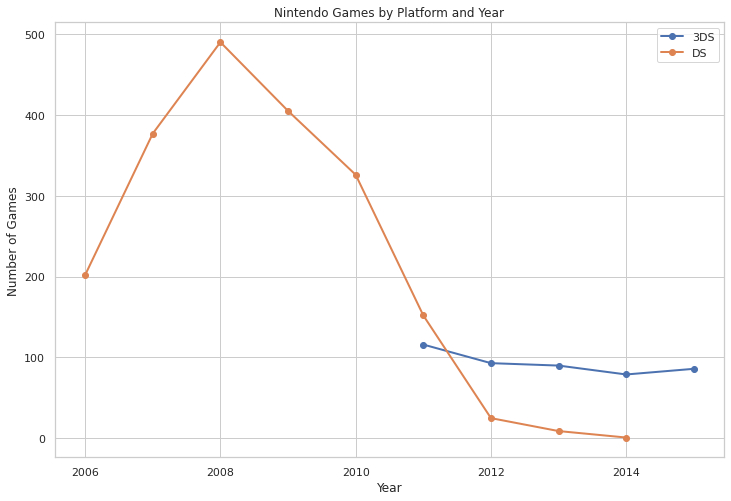 Nintendo Games by Platform and Year
3DS
DS
500
400
300
200
100
0
Number of Games
2006 2008 2010 2012 2014
Year